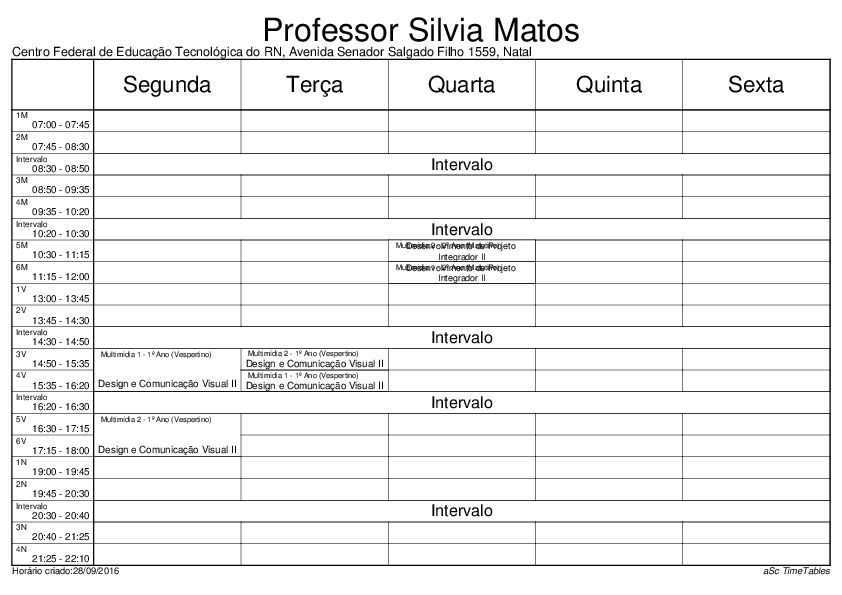 Professor Silvia Matos
Centro Federal de Educação Tecnológica do RN, Avenida Senador Salgado Filho 1559, Natal
Segunda Terça Quarta Quinta Sexta
1M
07:00 - 07:45
2M
07:45 - 08:30
Intervalo
08:30 - 08:50
Intervalo
3M
08:50 - 09:35
4M
09:35 - 10:20
Intervalo
10:20 - 10:30
Intervalo
5M
10:30 - 11:15
Desenvolvimento de Projeto
Integrador II
6M
11:15 - 12:00
Desenvolvimento de Projeto
Integrador II
1V
13:00 - 13:45
2V
13:45 - 14:30
Intervalo
14:30 - 14:50
Intervalo
3V
14:50 - 15:35
Multimídia 1 - 1º Ano (Vespertino)
Multimídia 2 - 1º Ano (Vespertino)
Design e Comunicação Visual II
4V
15:35 - 16:20
Design e Comunicação Visual II
Multimídia 1 - 1º Ano (Vespertino)
Design e Comunicação Visual II
Intervalo
16:20 - 16:30
Intervalo
5V
16:30 - 17:15
Multimídia 2 - 1º Ano (Vespertino)
6V
17:15 - 18:00
Design e Comunicação Visual II
1N
19:00 - 19:45
2N
19:45 - 20:30
Intervalo
20:30 - 20:40
Intervalo
3N
20:40 - 21:25
4N
21:25 - 22:10
Horário criado:28/09/2016
aSc TimeTables